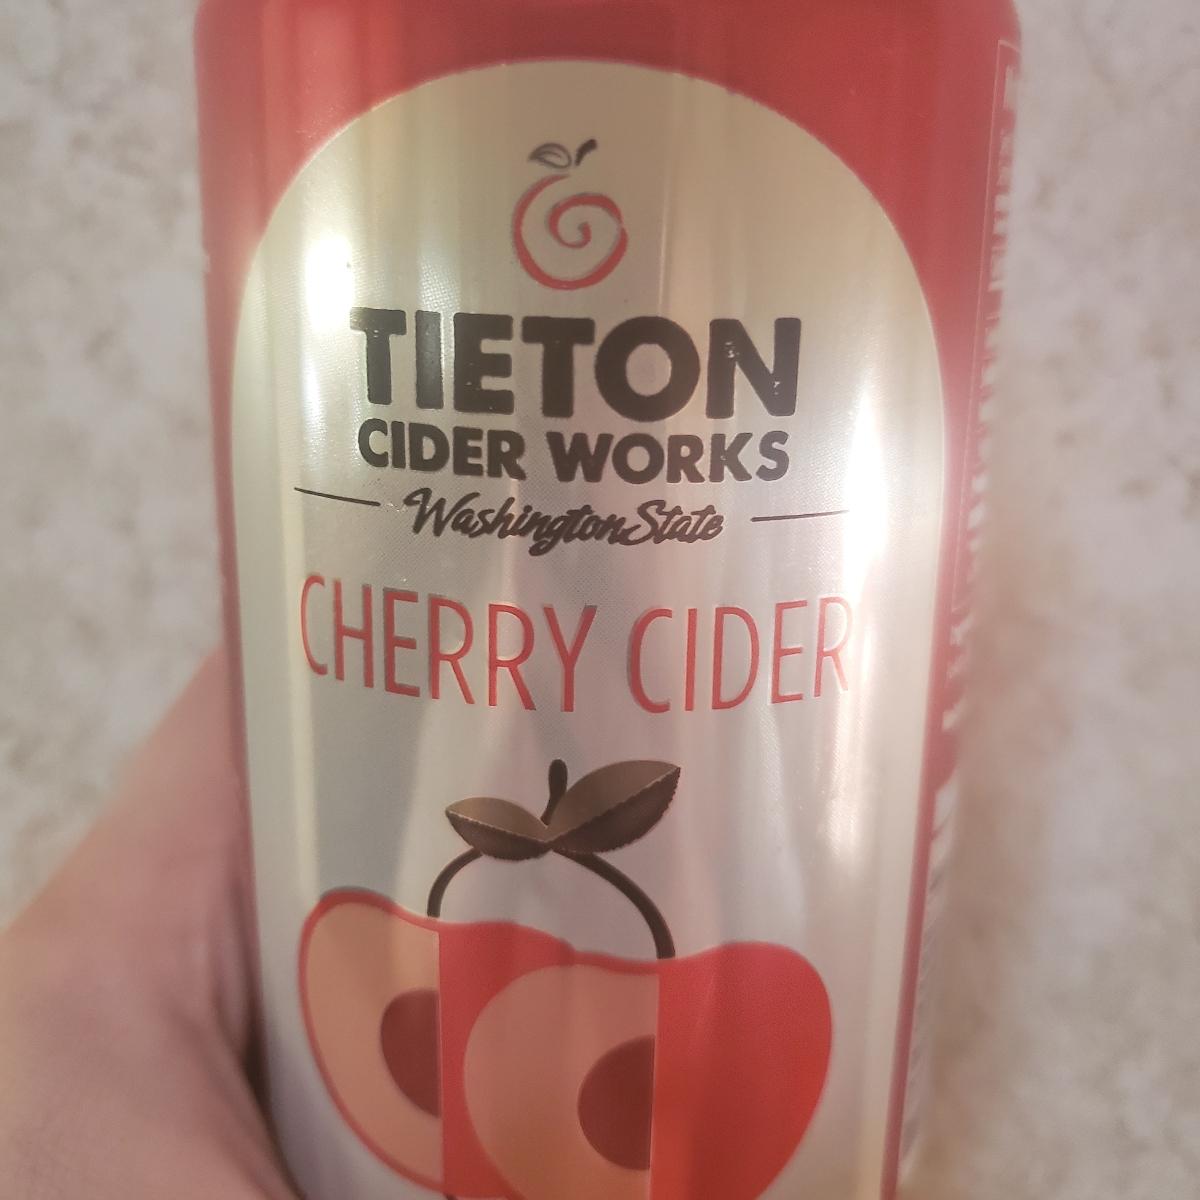 TIETON
CIDER WORKS
Washington State
CHERRY CIDER